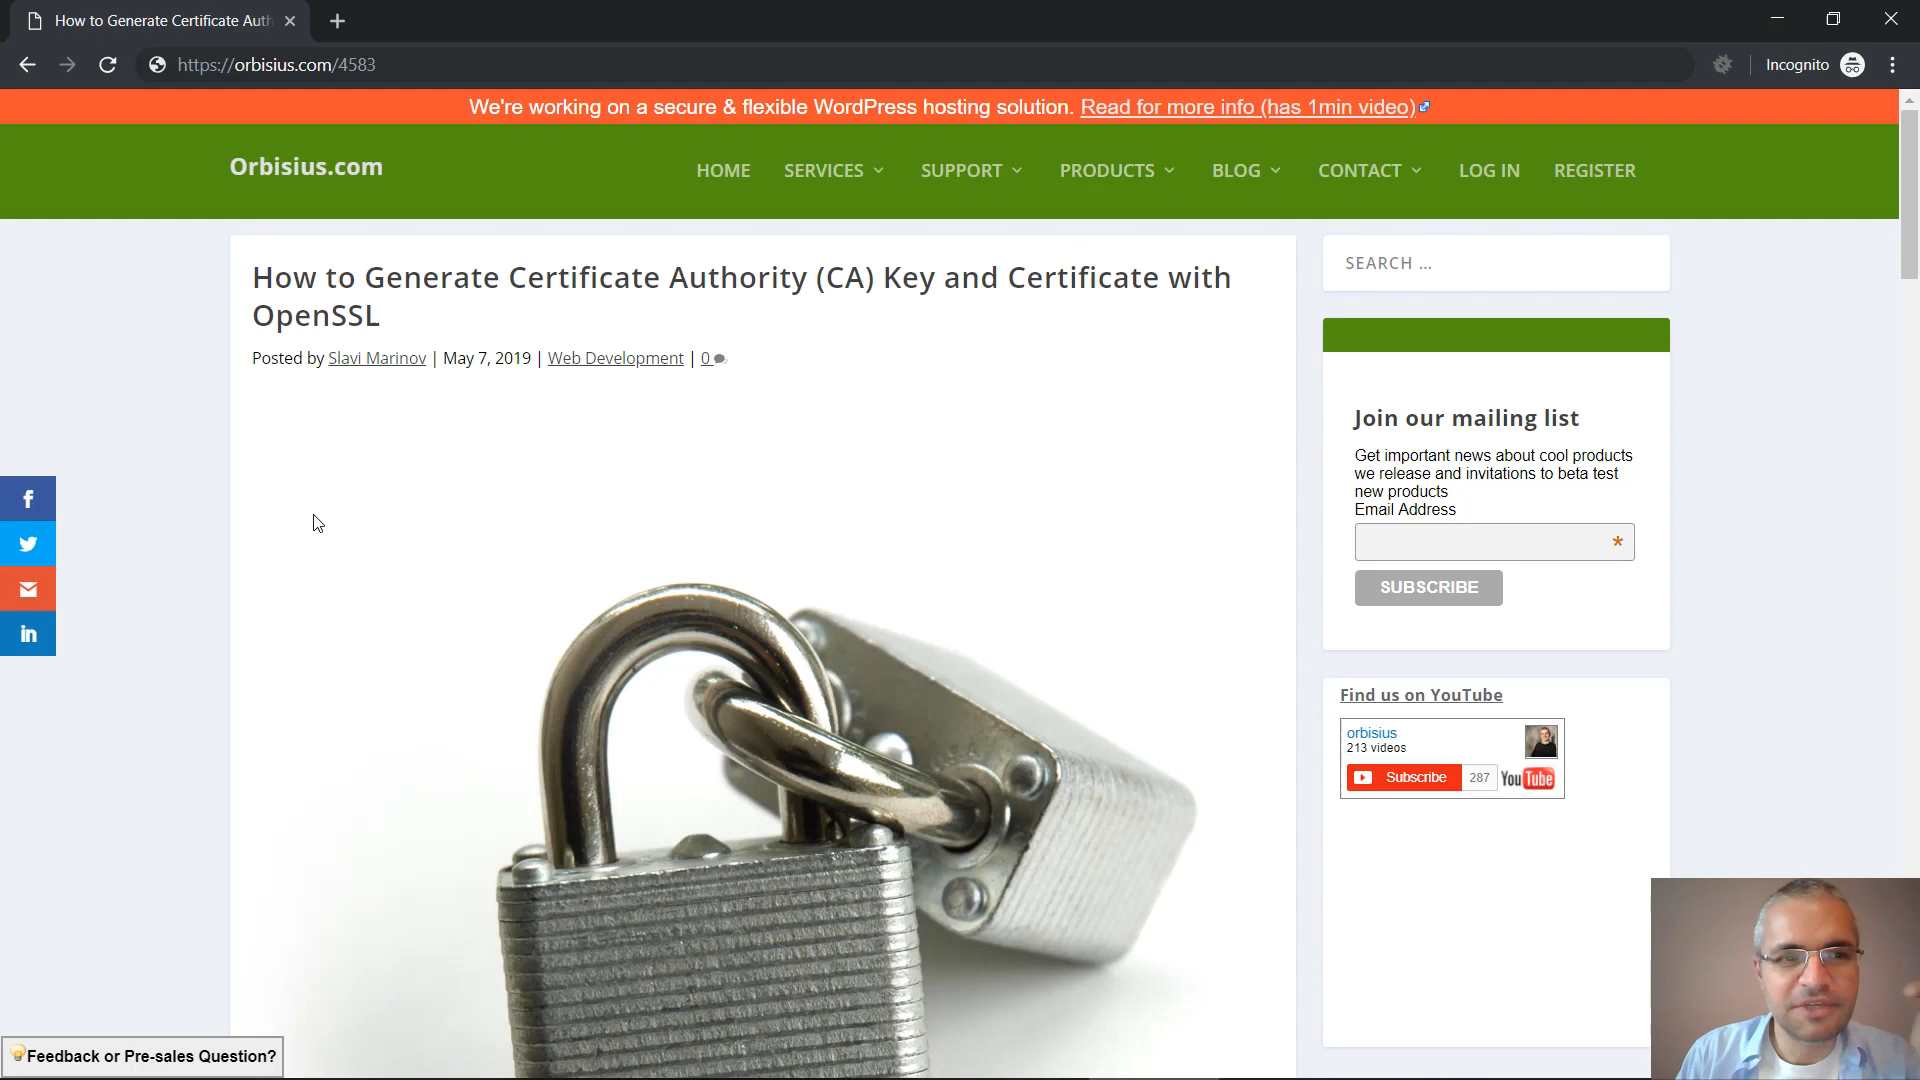 How to Generate Certificate Auth
https://orbisius.com/4583
Incognito
We're working on a secure & flexible WordPress hosting solution. Read for more info (has 1min video)
Orbisius.com
HOME SERVICES SUPPORT PRODUCTS BLOG CONTACT LOG IN REGISTER
How to Generate Certificate Authority (CA) Key and Certificate with
OpenSSL
Posted by Slavi Marinov | May 7, 2019 | Web Development | 0
SEARCH ...
Join our mailing list
Get important news about cool products
we release and invitations to beta test
new products
Email Address
*
SUBSCRIBE
Find us on YouTube
orbisius
213 videos
Subscribe 287 YouTube
f
in
Feedback or Pre-sales Question?